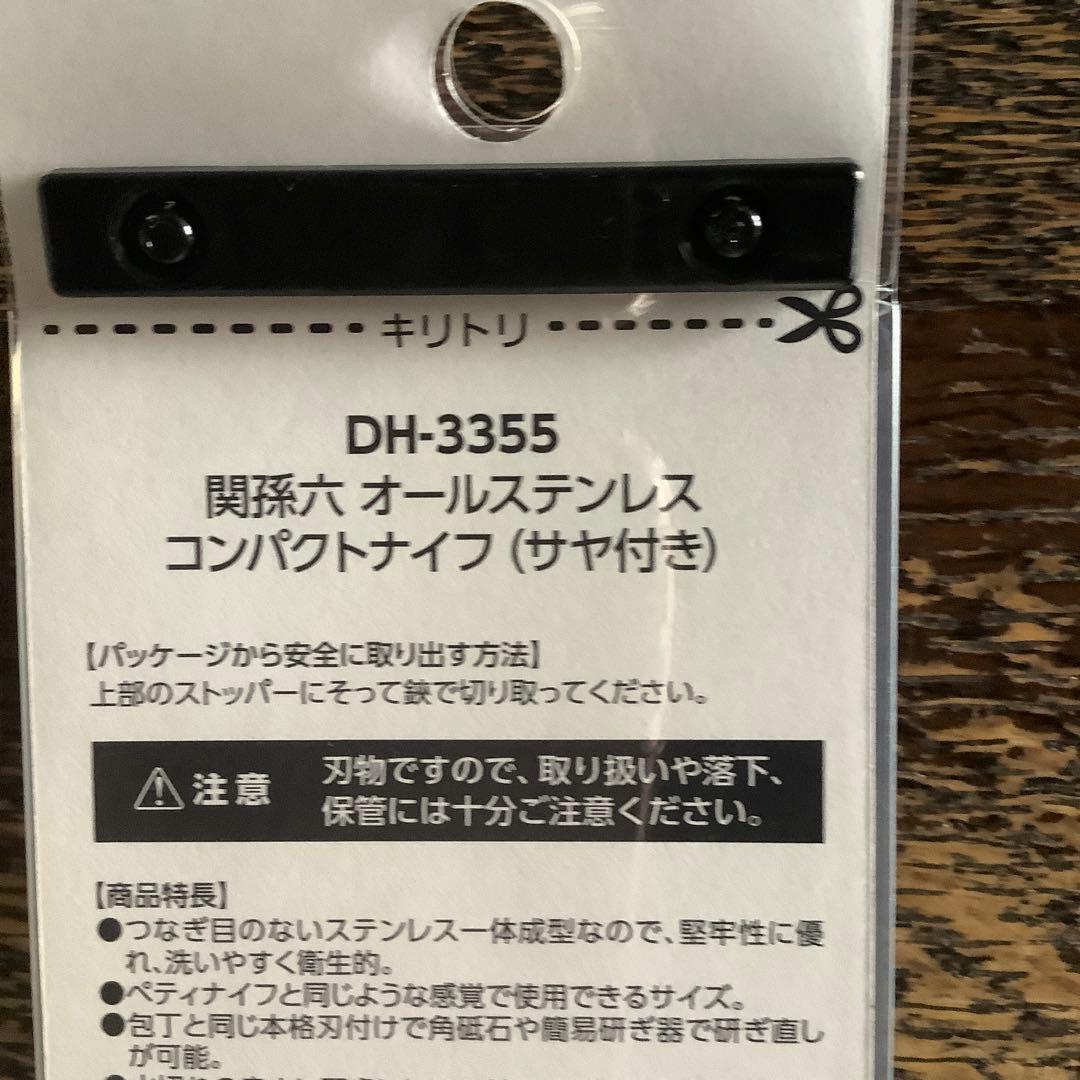 キリトリ
DH-3355
関孫六 オールステンレス
コンパクトナイフ(サヤ付き)
【パッケージから安全に取り出す方法】
上部のストッパーにそって鋏で切り取ってください。
注意
刃物ですので、取り扱いや落下、
保管には十分ご注意ください。
【商品特長】
●つなぎ目のないステンレス一体成型なので、堅牢性に優
れ、洗いやすく衛生的。
●ペティナイフと同じような感覚で使用できるサイズ。
●包丁と同じ本格刃付けで角砥石や簡易研ぎ器で研ぎ直し
が可能。